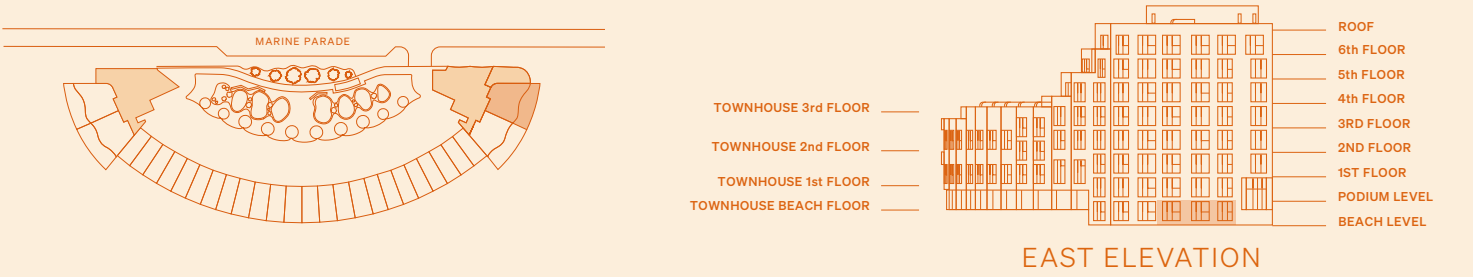 MARINE PARADE
TOWNHOUSE 3rd FLOOR
TOWNHOUSE 2nd FLOOR
TOWNHOUSE 1st FLOOR
TOWNHOUSE BEACH FLOOR
ROOF
6th FLOOR
5th FLOOR
4th FLOOR
3RD FLOOR
2ND FLOOR
1ST FLOOR
PODIUM LEVEL
BEACH LEVEL
EAST ELEVATION